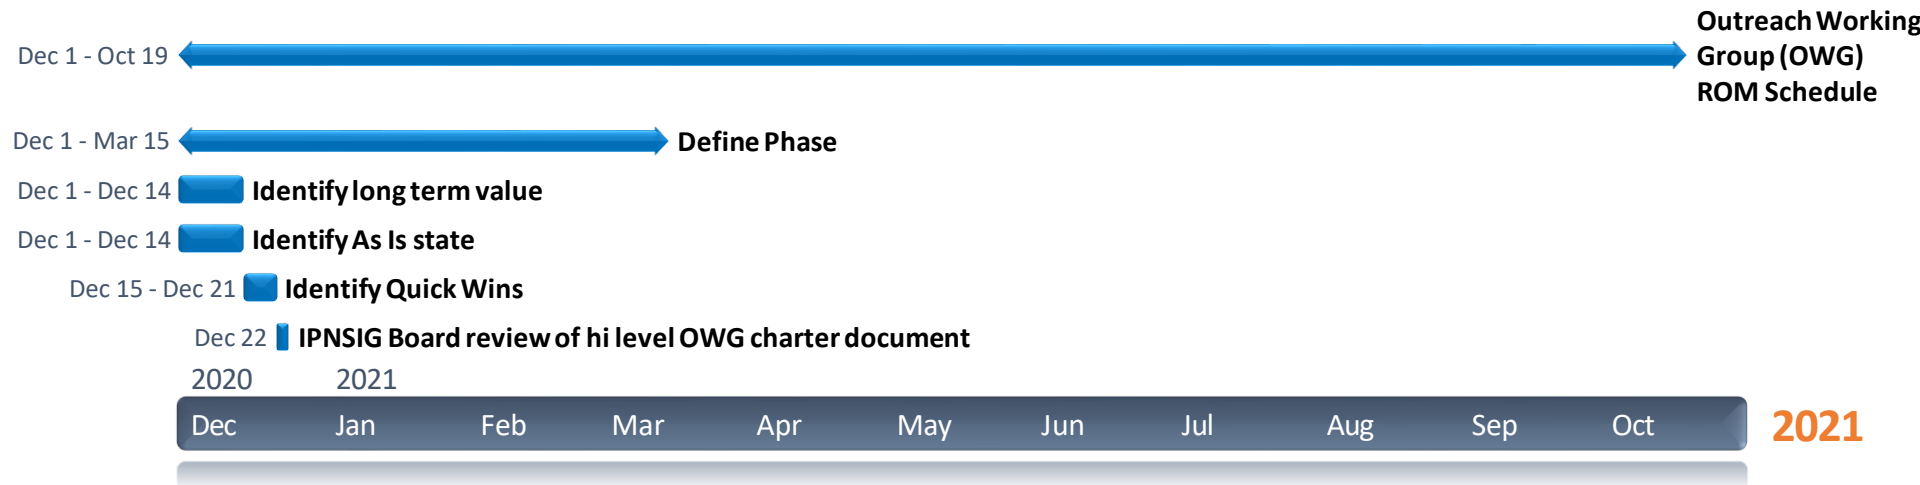 Dec 1 - Oct 19
Outreach Working
Group (OWG)
ROM Schedule
Dec 1 - Mar 15 Define Phase
Dec 1 - Dec 14 Identify long term value
Dec 1 - Dec 14 Identify As Is state
Dec 15 - Dec 21 Identify Quick Wins
Dec 22 IPNSIG Board review of hi level OWG charter document
2020 2021
Dec Jan Feb Mar Apr May Jun Jul Aug Sep Oct 2021